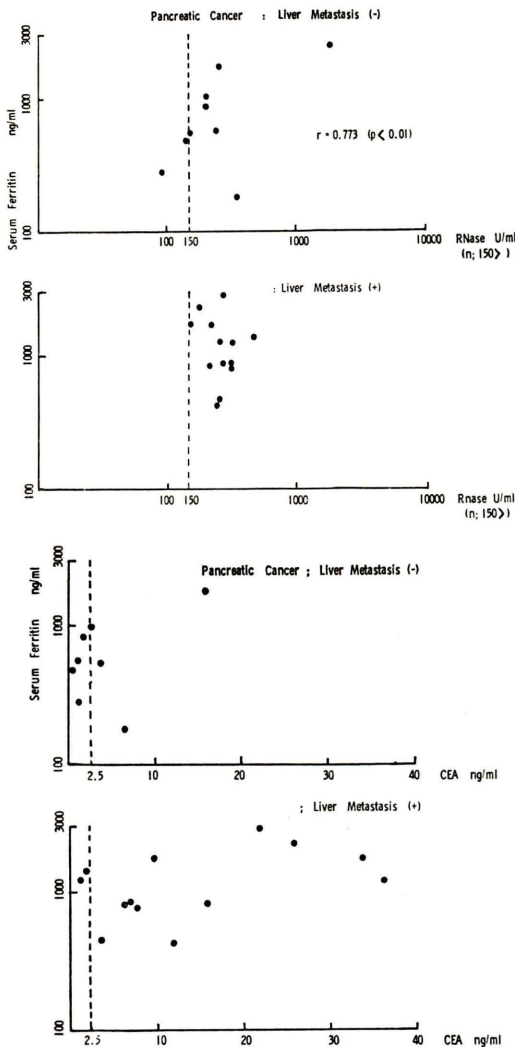 Pancreatic Cancer : Liver Metastasis (-)
3000
1000
100
Serum Ferritin ng/ml
r = 0.773 (p< 0.01)
100 150 1000 10000 RNase U/ml
(n; 150>)
: Liver Metastasis (+)
3000
1000
100
100 150 1000 10000 Rnase U/ml
(n; 150>)
Pancreatic Cancer ; Liver Metastasis (-)
3000
1000
100
Serum Ferritin ng/ml
2.5 10 20 30 40 CEA ng/ml
; Liver Metastasis (+)
3000
1000
100
2.5 10 20 30 40 CEA ng/ml